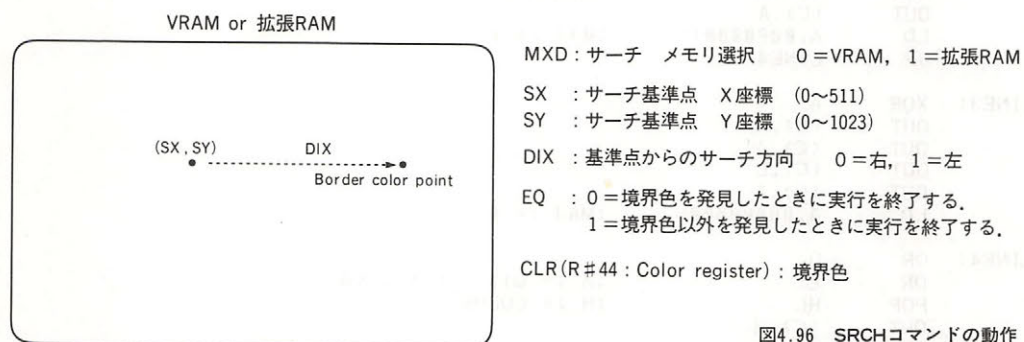 VRAM or 拡張RAM
(SX, SY)
DIX
Border color point
MXD：サーチ　メモリ選択　　0＝VRAM，1＝拡張RAM
SX　：サーチ基準点　X座標（0～511）
SY　：サーチ基準点　Y座標（0～1023）
DIX：基準点からのサーチ方向　　0＝右，1＝左
EQ　：0＝境界色を発見したときに実行を終了する．
1＝境界色以外を発見したときに実行を終了する．
CLR(R♯44：Color register)：境界色
図4.96　SRCHコマンドの動作